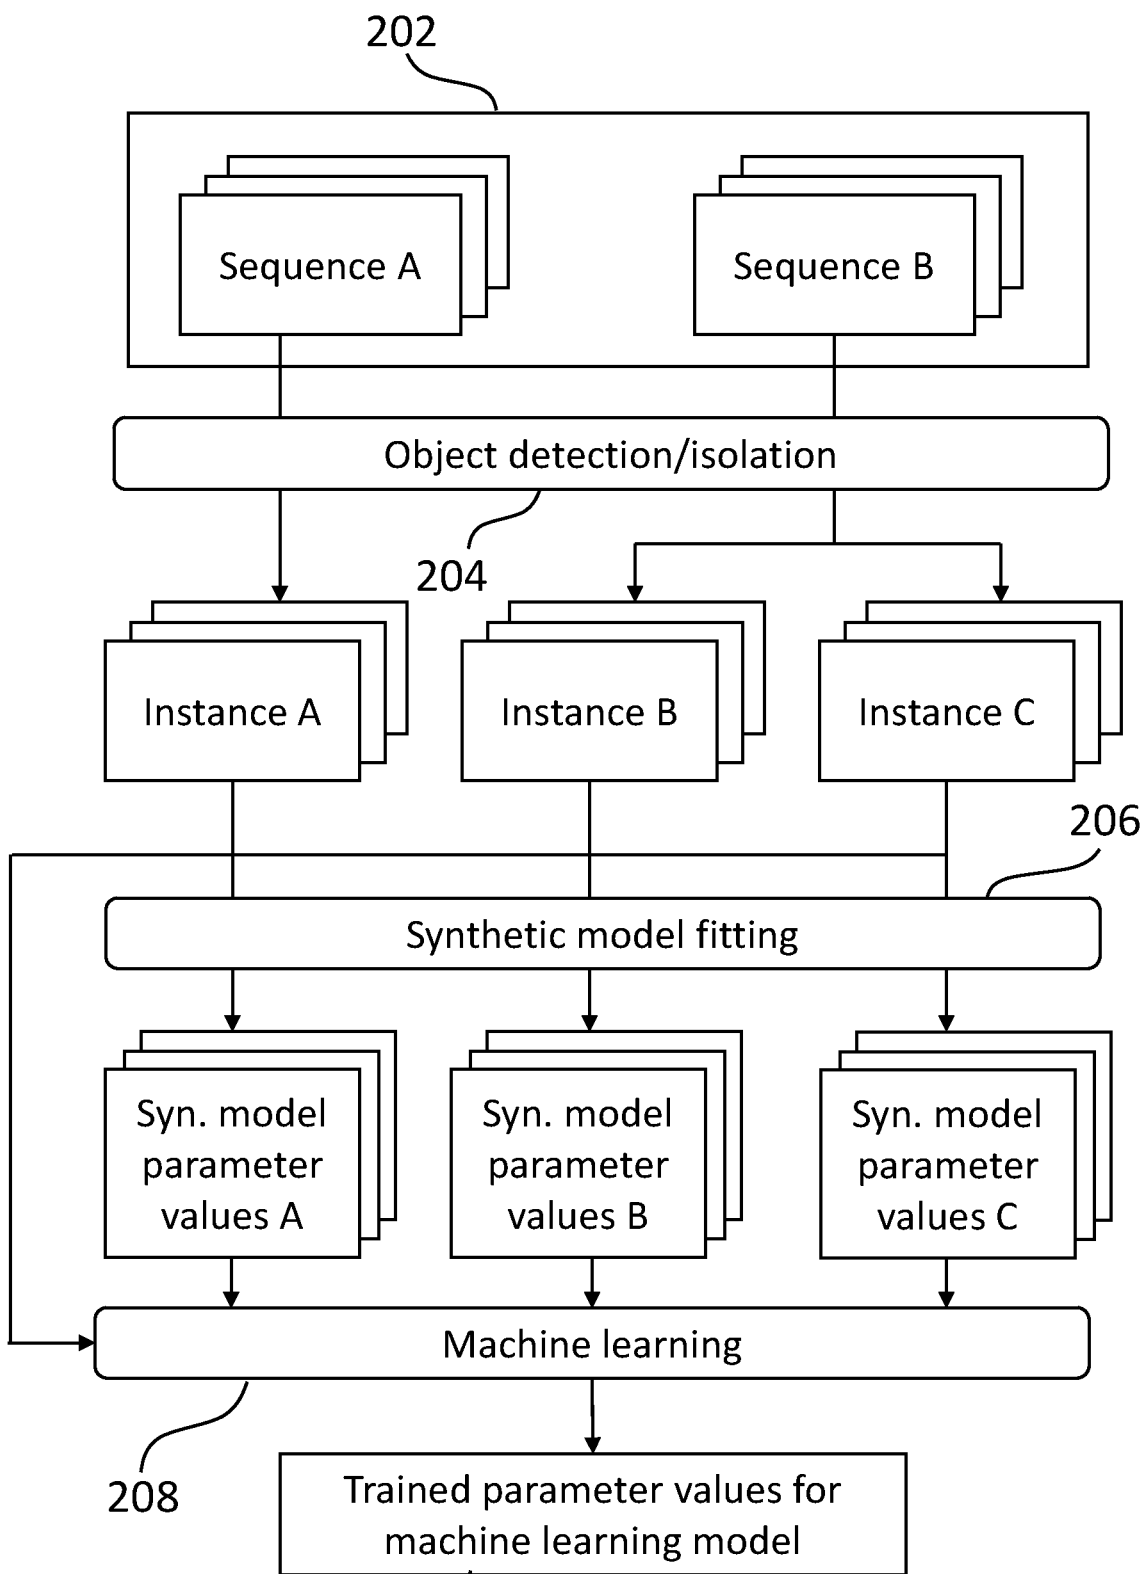 202
Sequence A
Sequence B
Object detection/isolation
204
Instance A
Instance B
Instance C
206
Synthetic model fitting
Syn. model
parameter
values A
Syn. model
parameter
values B
Syn. model
parameter
values C
Machine learning
208
Trained parameter values for
machine learning model